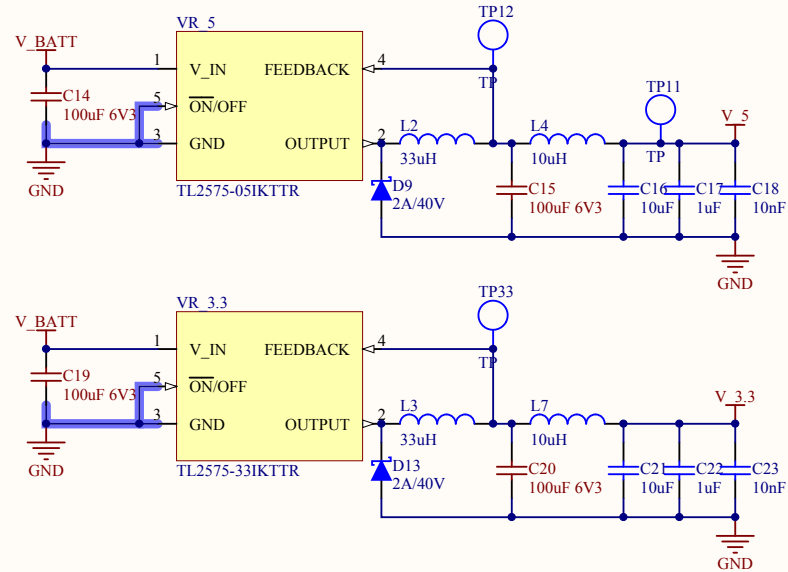 VR_5
TP12
V_BATT
1
V_IN
FEEDBACK
4
TP
C14
100uF 6V3
5
ON/OFF
TP11
V_5
3
GND
OUTPUT
2
L2
33uH
L4
10uH
TP
GND
TL2575-05IKTTR
D9
2A/40V
C15
100uF 6V3
C16
10uF
C17
1uF
C18
10nF
GND
VR_3.3
TP33
V_BATT
1
V_IN
FEEDBACK
4
TP
C19
100uF 6V3
5
ON/OFF
V_3.3
3
GND
OUTPUT
2
L3
33uH
L7
10uH
GND
TL2575-33IKTTR
D13
2A/40V
C20
100uF 6V3
C21
10uF
C22
1uF
C23
10nF
GND